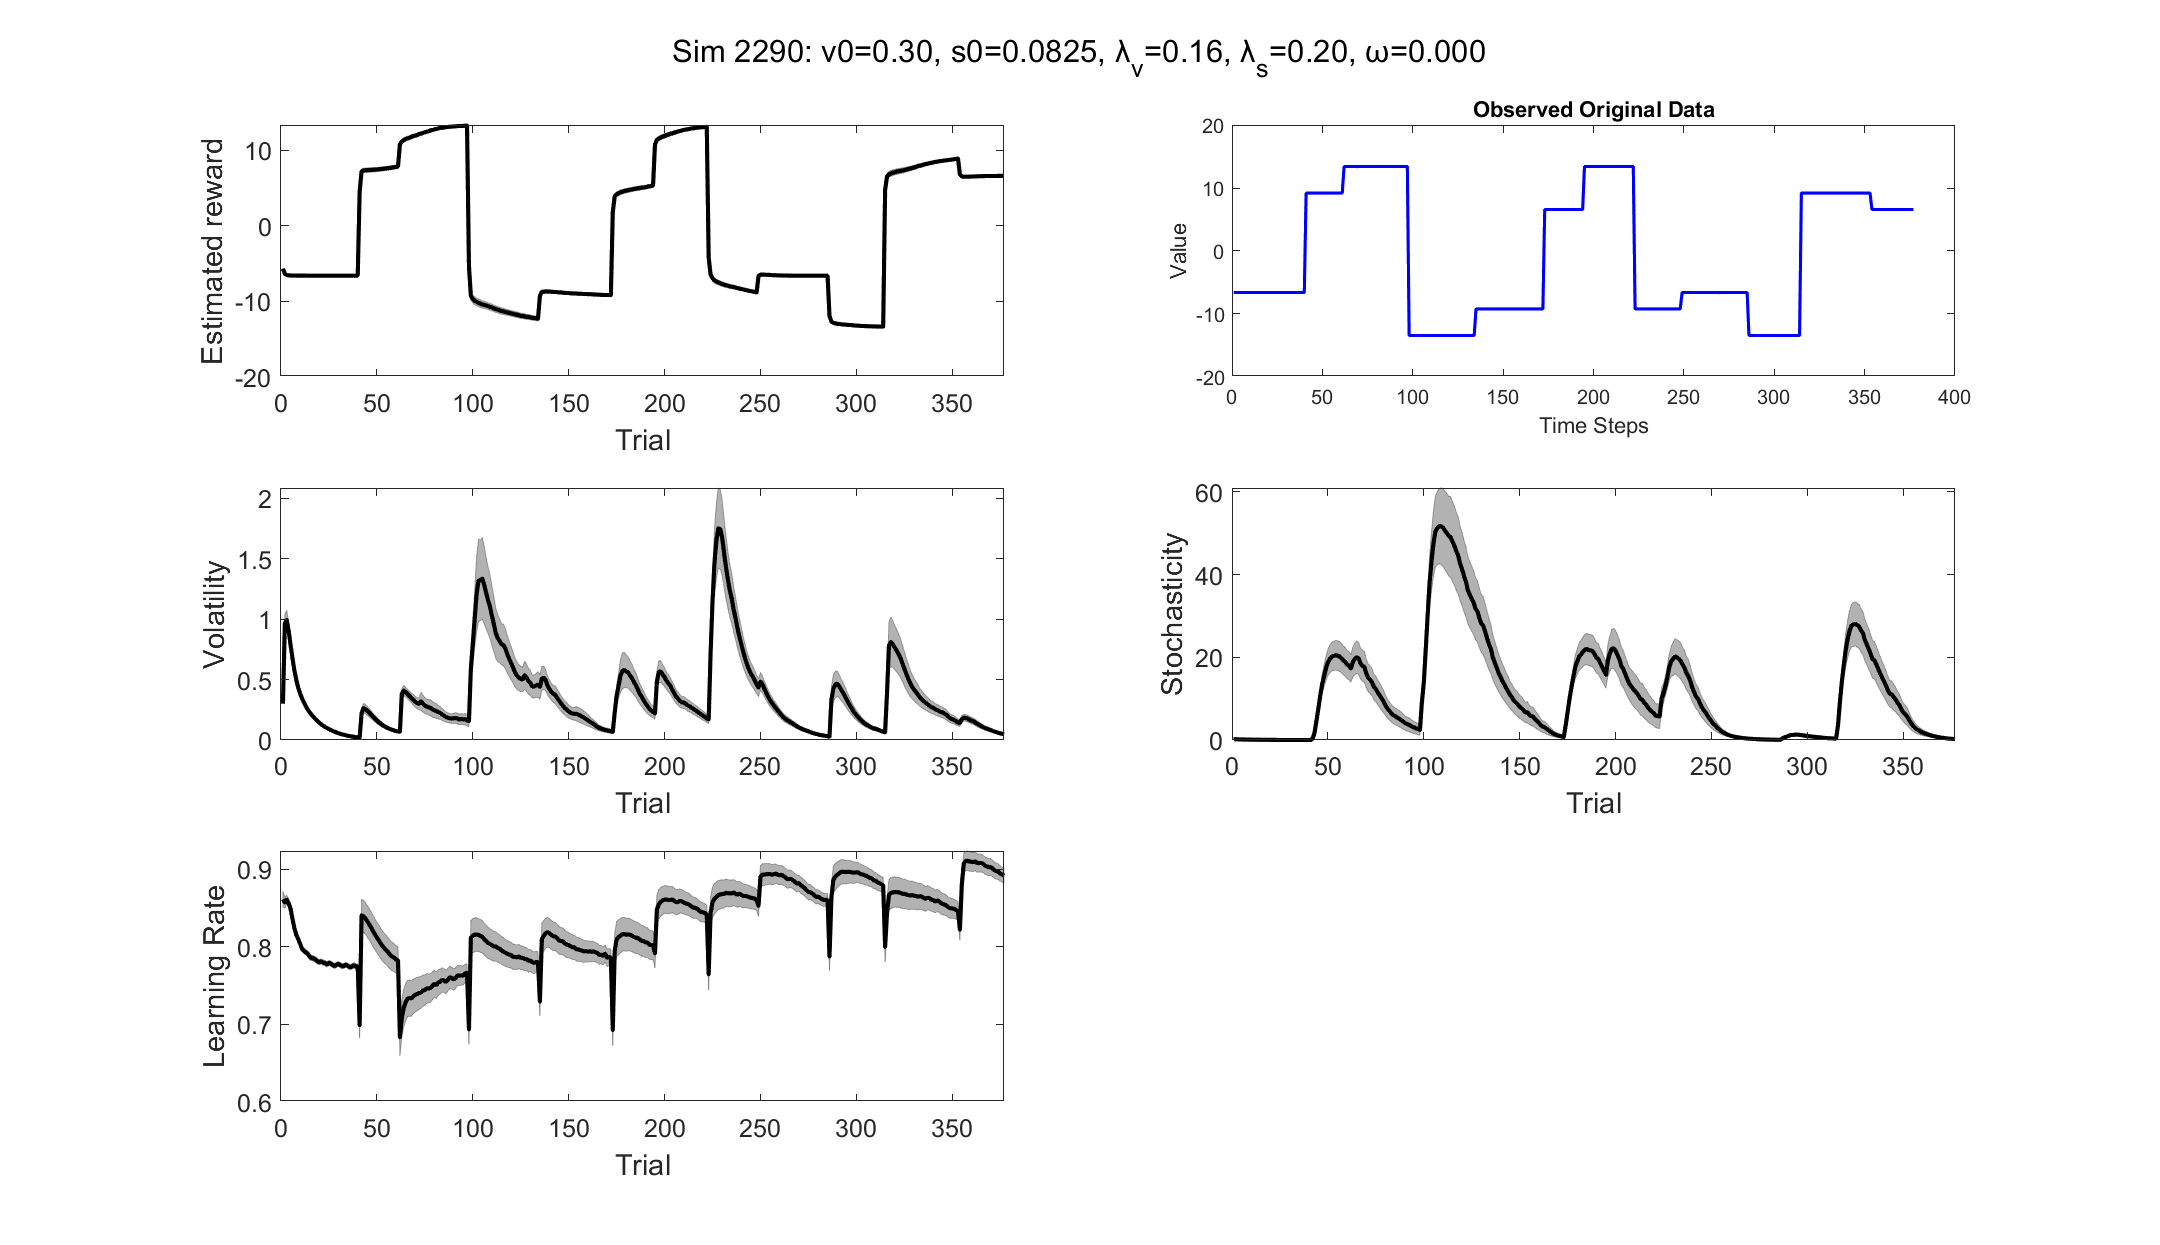 Sim 2290: v0=0.30, s0=0.0825, λ_v=0.16, λ_s=0.20, ω=0.000
Estimated reward
10
0
-10
-20
0 50 100 150 200 250 300 350
Trial
Observed Original Data
Value
20
10
0
-10
-20
0 50 100 150 200 250 300 350 400
Time Steps
Volatility
2
1.5
1
0.5
0
0 50 100 150 200 250 300 350
Trial
Stochasticity
60
40
20
0
0 50 100 150 200 250 300 350
Trial
Learning Rate
0.9
0.8
0.7
0.6
0 50 100 150 200 250 300 350
Trial